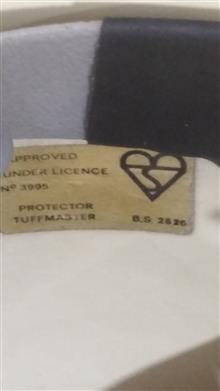 APPROVED
UNDER LICENCE
Nº 3995
PROTECTOR
TUFFMASTER B.S. 2826